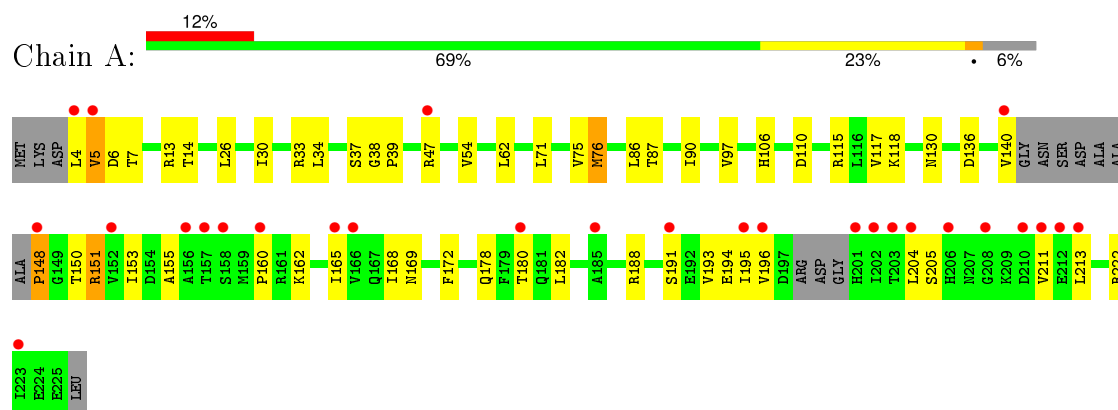 12%
Chain A:
69% 23% • 6%
MET LYS ASP L4 V5 D6 T7 R13 T14 L26 I30 R33 L34 S37 G38 P39 R47 V54 L62 L71 V75 M76 L86 T87 I90 V97 H106 D110 R115 L116 V117 K118 N130 D136 V140 GLY ASN SER ASP ALA ALA
ALA P148 G149 T150 R151 V152 I153 D154 A155 A156 T157 S158 M159 P160 R161 K162 I165 V166 Q167 I168 N169 F172 Q178 F179 T180 Q181 L182 A185 R188 S191 E192 V193 E194 I195 V196 D197 ARG ASP GLY H201 I202 T203 L204 S205 H206 N207 G208 K209 D210 V211 E212 L213
I223 E224 E225 LEU